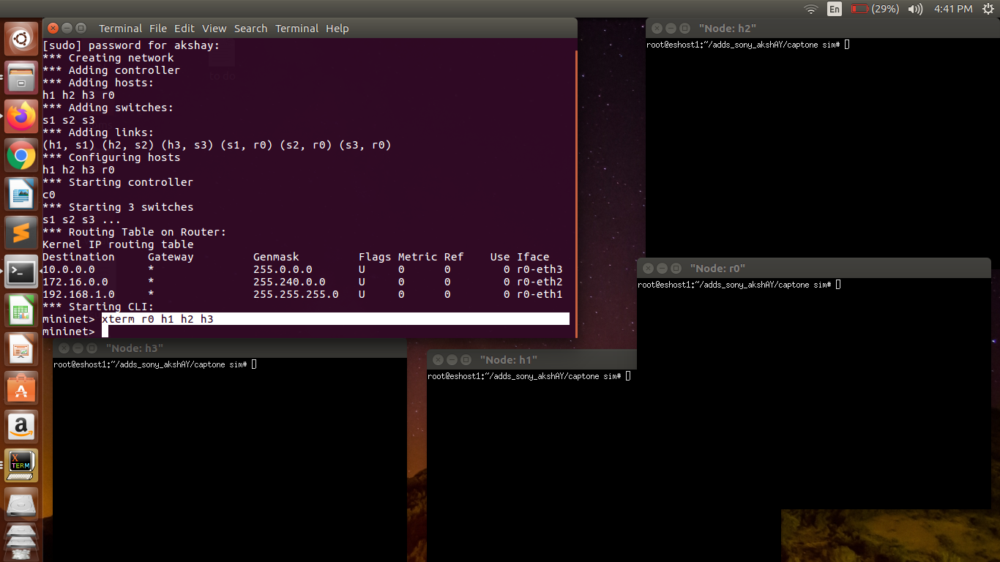 En (29%) 4:41 PM
Terminal File Edit View Search Terminal Help
[sudo] password for akshay:
*** Creating network
*** Adding controller
*** Adding hosts:
h1 h2 h3 r0
*** Adding switches:
s1 s2 s3
*** Adding links:
(h1, s1) (h2, s2) (h3, s3) (s1, r0) (s2, r0) (s3, r0)
*** Configuring hosts
h1 h2 h3 r0
*** Starting controller
c0
*** Starting 3 switches
s1 s2 s3 ...
*** Routing Table on Router:
Kernel IP routing table
Destination Gateway Genmask Flags Metric Ref Use Iface
10.0.0.0 * 255.0.0.0 U 0 0 0 r0-eth3
172.16.0.0 * 255.240.0.0 U 0 0 0 r0-eth2
192.168.1.0 * 255.255.255.0 U 0 0 0 r0-eth1
*** Starting CLI:
mininet> xterm r0 h1 h2 h3
mininet>
"Node: h2"
root@eshost1:~/adds_sony_akshAY/captone sim#
"Node: r0"
root@eshost1:~/adds_sony_akshAY/captone sim#
"Node: h3"
root@eshost1:~/adds_sony_akshAY/captone sim#
"Node: h1"
root@eshost1:~/adds_sony_akshAY/captone sim#
X
TERM